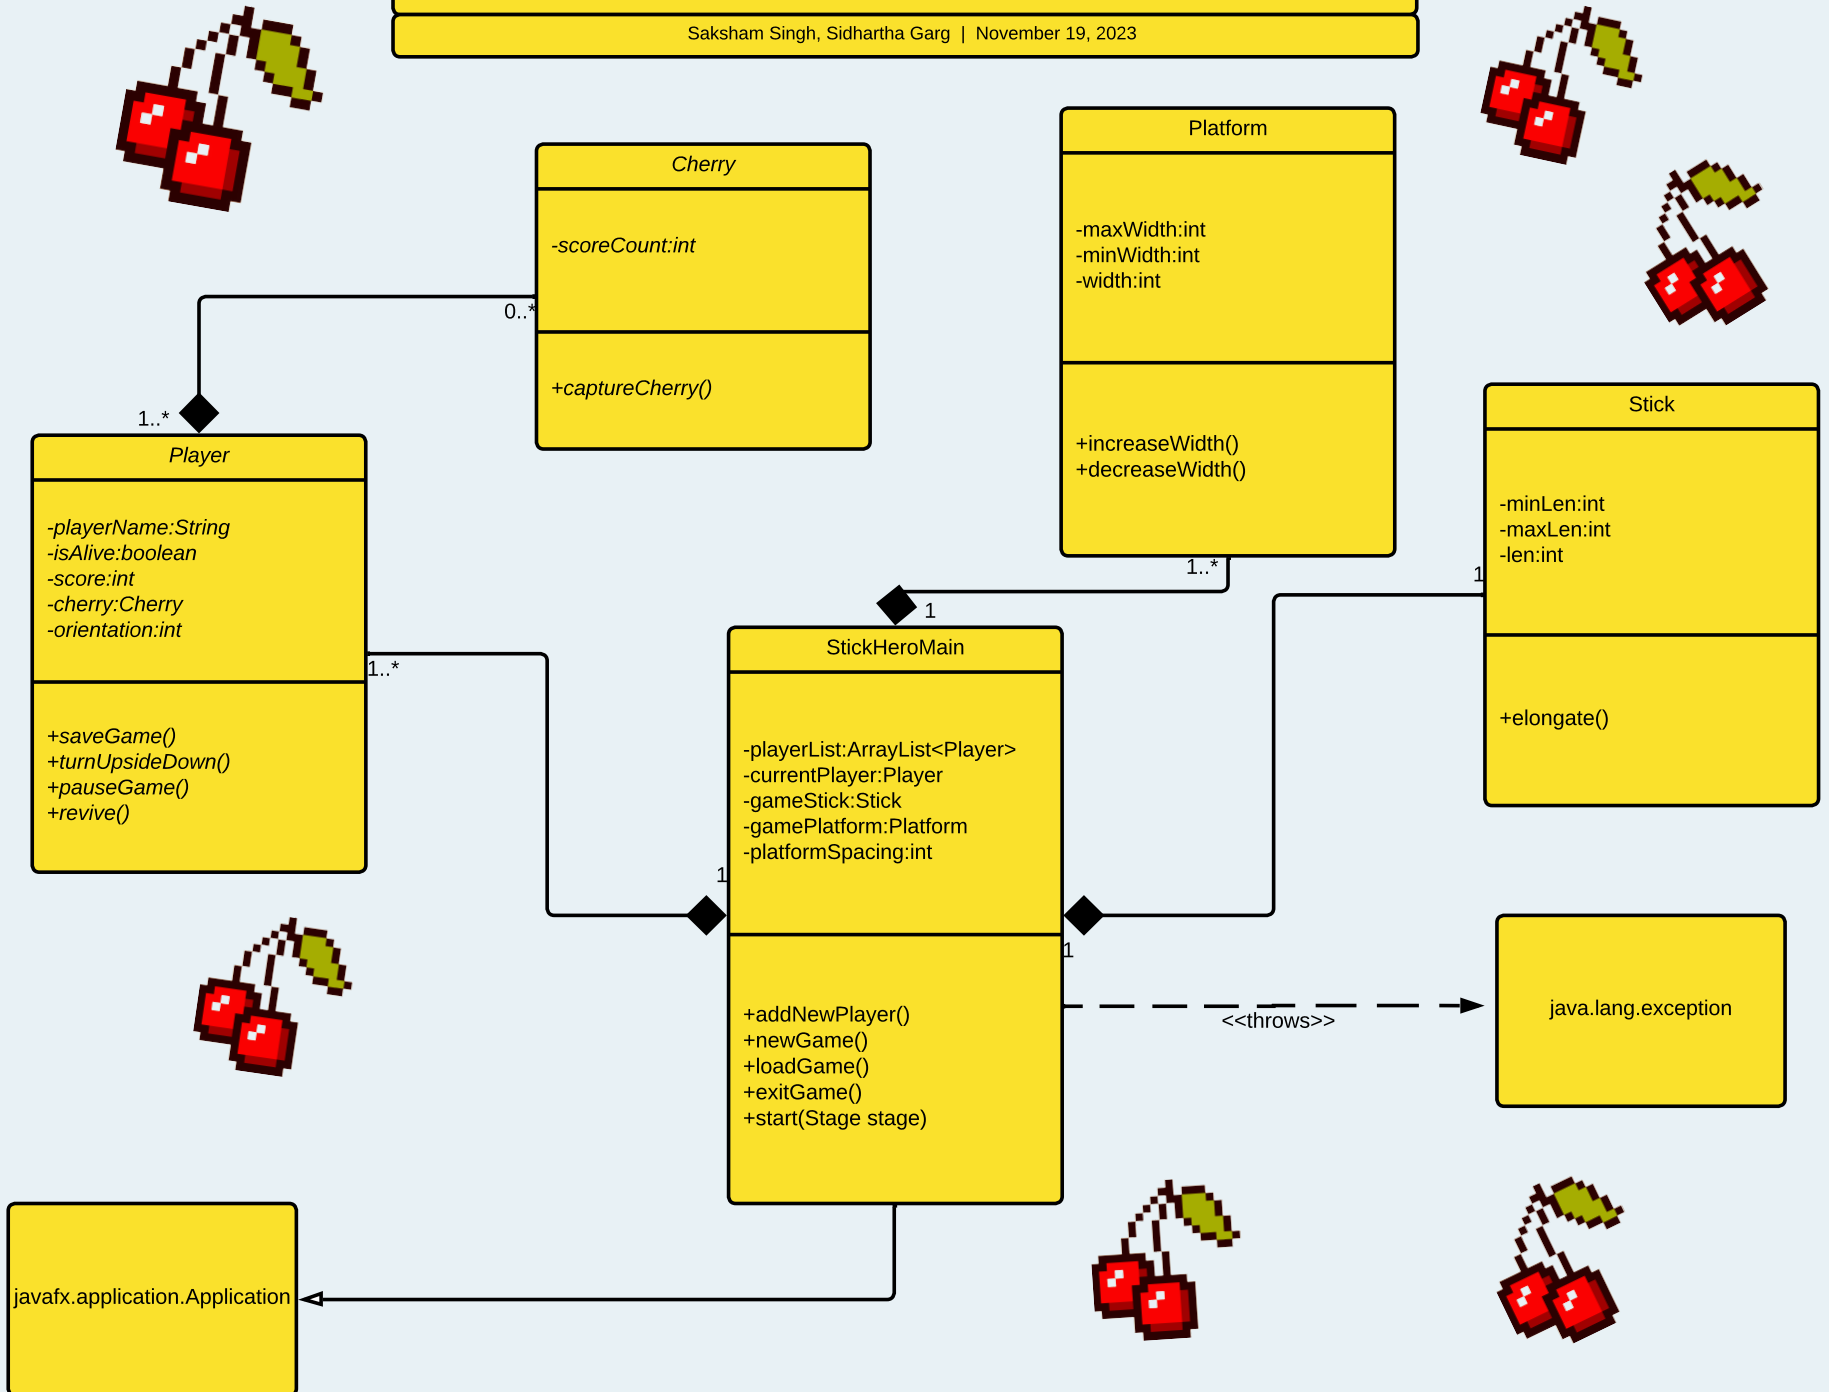 Saksham Singh, Sidhartha Garg | November 19, 2023
Cherry
-scoreCount:int
+captureCherry()
0..*
1..*
Platform
-maxWidth:int
-minWidth:int
-width:int
+increaseWidth()
+decreaseWidth()
1..*
1
Stick
-minLen:int
-maxLen:int
-len:int
+elongate()
1
Player
-playerName:String
-isAlive:boolean
-score:int
-cherry:Cherry
-orientation:int
+saveGame()
+turnUpsideDown()
+pauseGame()
+revive()
1..*
1
StickHeroMain
-playerList:ArrayList<Player>
-currentPlayer:Player
-gameStick:Stick
-gamePlatform:Platform
-platformSpacing:int
+addNewPlayer()
+newGame()
+loadGame()
+exitGame()
+start(Stage stage)
1
<<throws>>
java.lang.exception
javafx.application.Application